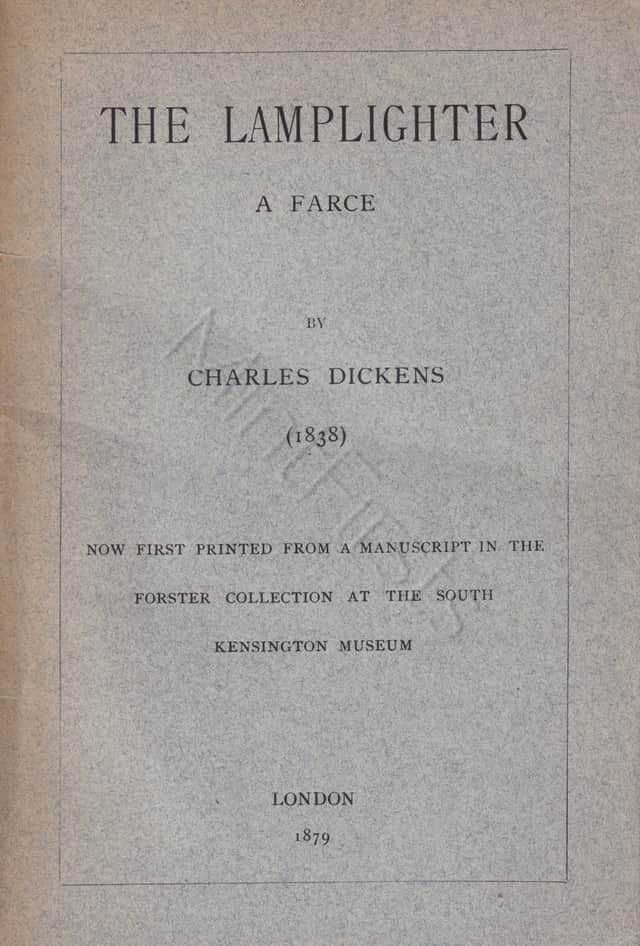 THE LAMPLIGHTER
A FARCE
BY
CHARLES DICKENS
(1838)
NOW FIRST PRINTED FROM A MANUSCRIPT IN THE
FORSTER COLLECTION AT THE SOUTH
KENSINGTON MUSEUM
LONDON
1879
MintFirsts